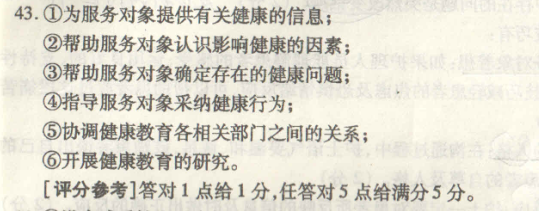 43. ①为服务对象提供有关健康的信息；
②帮助服务对象认识影响健康的因素；
③帮助服务对象确定存在的健康问题；
④指导服务对象采纳健康行为；
⑤协调健康教育各相关部门之间的关系；
⑥开展健康教育的研究。
[评分参考]答对1点给1分,任答对5点给满分5分。